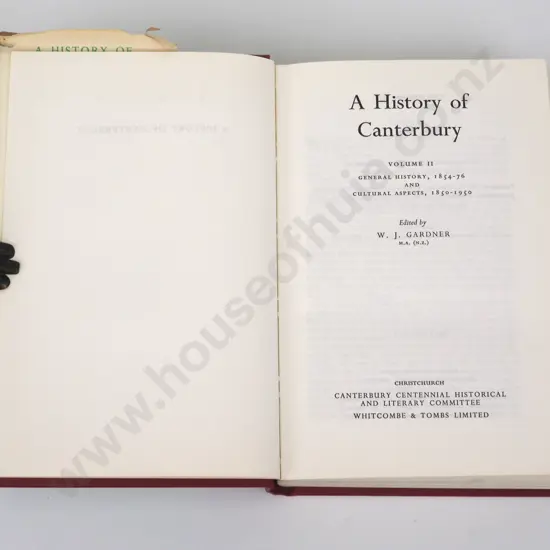 A HISTORY OF
A History of
Canterbury
VOLUME II
GENERAL HISTORY, 1854-76
AND
CULTURAL ASPECTS, 1850-1950
Edited by
W. J. GARDNER
M.A. (N.Z.)
CHRISTCHURCH
CANTERBURY CENTENNIAL HISTORICAL
AND LITERARY COMMITTEE
WHITCOMBE & TOMBS LIMITED
www.houseofhuia.co.nz